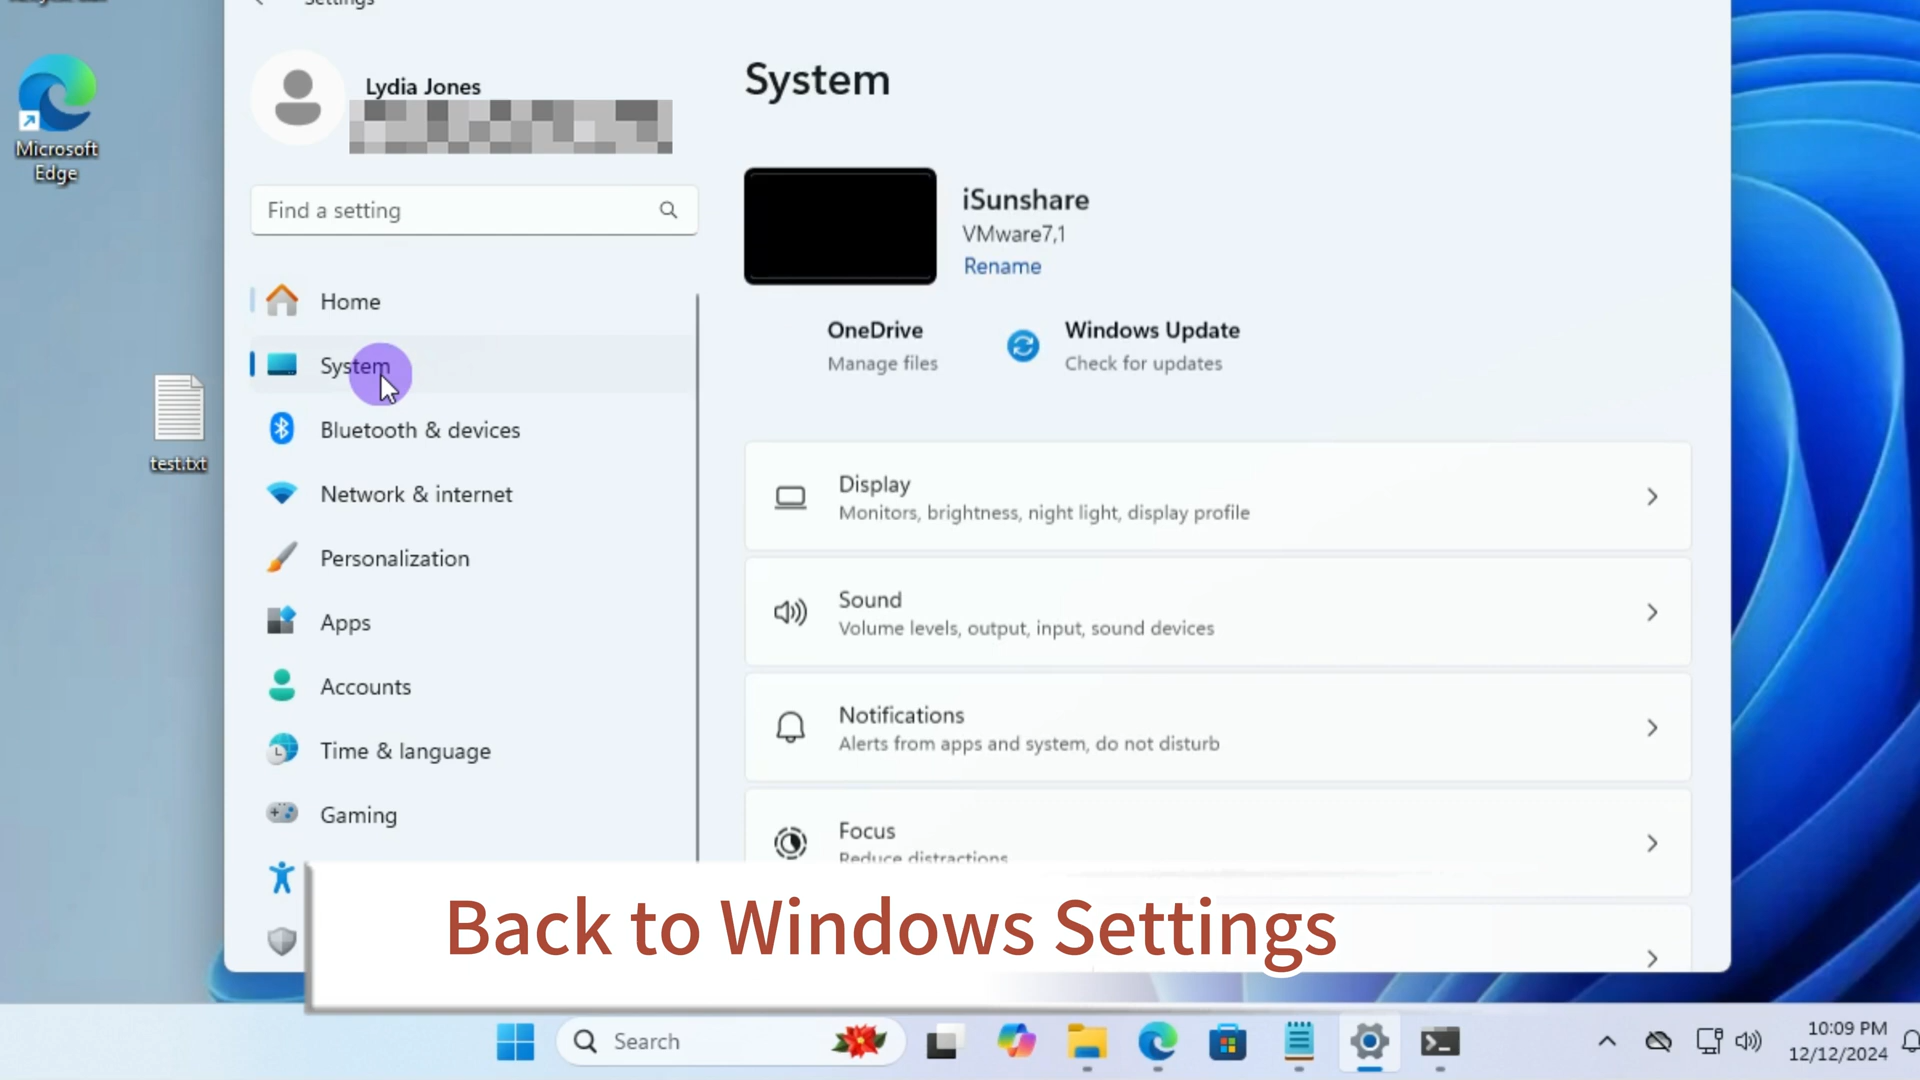 Settings
Microsoft
Edge
test.txt
Lydia Jones
Find a setting
Home
System
Bluetooth & devices
Network & internet
Personalization
Apps
Accounts
Time & language
Gaming
System
iSunshare
VMware7,1
Rename
OneDrive
Manage files
Windows Update
Check for updates
Display
Monitors, brightness, night light, display profile
Sound
Volume levels, output, input, sound devices
Notifications
Alerts from apps and system, do not disturb
Focus
Reduce distractions
Back to Windows Settings
Search
10:09 PM
12/12/2024